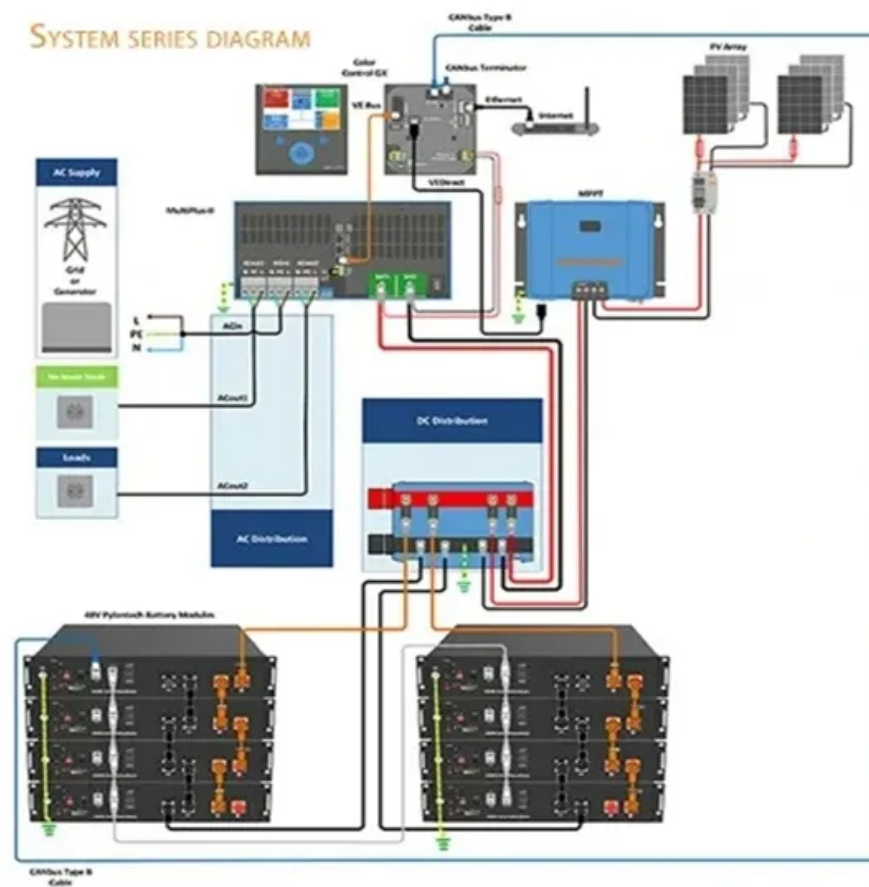 SYSTEM SERIES DIAGRAM
CANbus Type B
Cable
PV Array
Color
Control GX
CANbus Terminator
VE Bus
Ethernet
Internet
AC Supply
VEDirect
MPPT
MultiPlus-II
Grid
or
Generator
L
PE
N
ACin
ACout1
DC Distribution
Loads
ACout2
AC Distribution
48V Pylontech Battery Modules
CANbus Type B
Cable